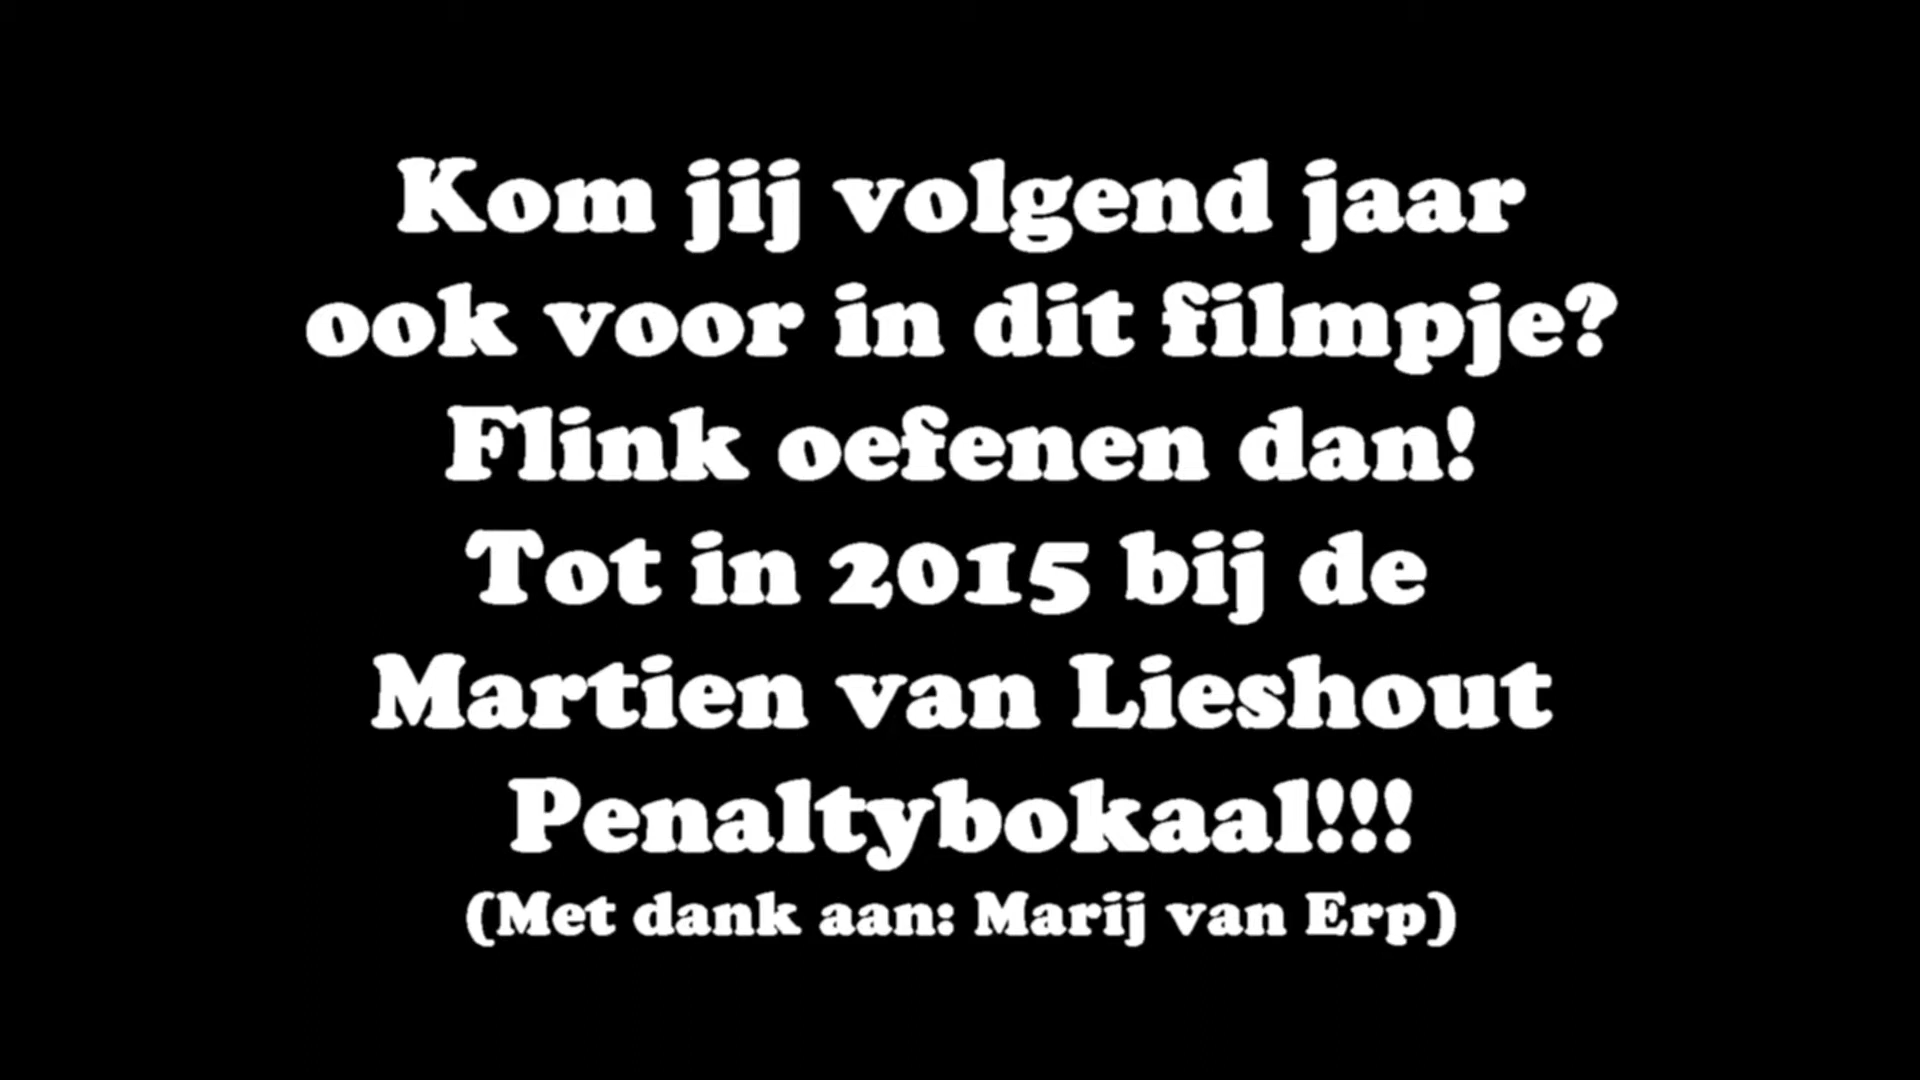 Kom jij volgend jaar
ook voor in dit filmpje?
Flink oefenen dan!
Tot in 2015 bij de
Martien van Lieshout
Penaltybokaal!!!
(Met dank aan: Marij van Erp)